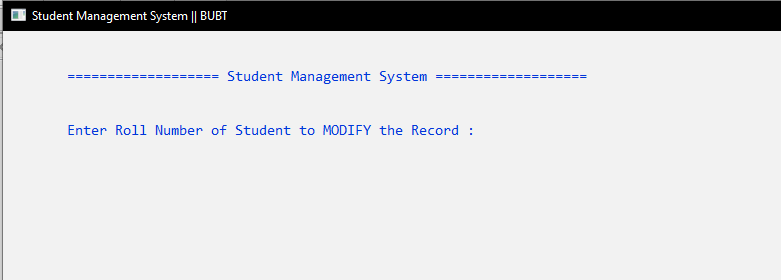 Student Management System || BUBT
=================== Student Management System ===================
Enter Roll Number of Student to MODIFY the Record :